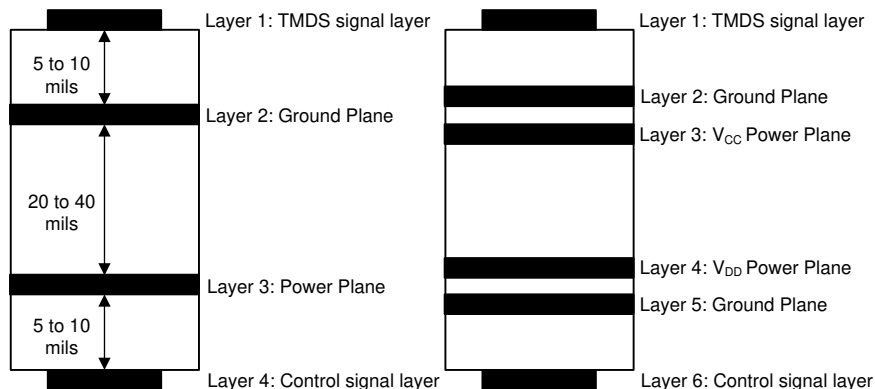 Layer 1: TMDS signal layer
5 to 10
mils
Layer 2: Ground Plane
20 to 40
mils
Layer 3: Power Plane
5 to 10
mils
Layer 4: Control signal layer
Layer 1: TMDS signal layer
Layer 2: Ground Plane
Layer 3: VCC Power Plane
Layer 4: VDD Power Plane
Layer 5: Ground Plane
Layer 6: Control signal layer